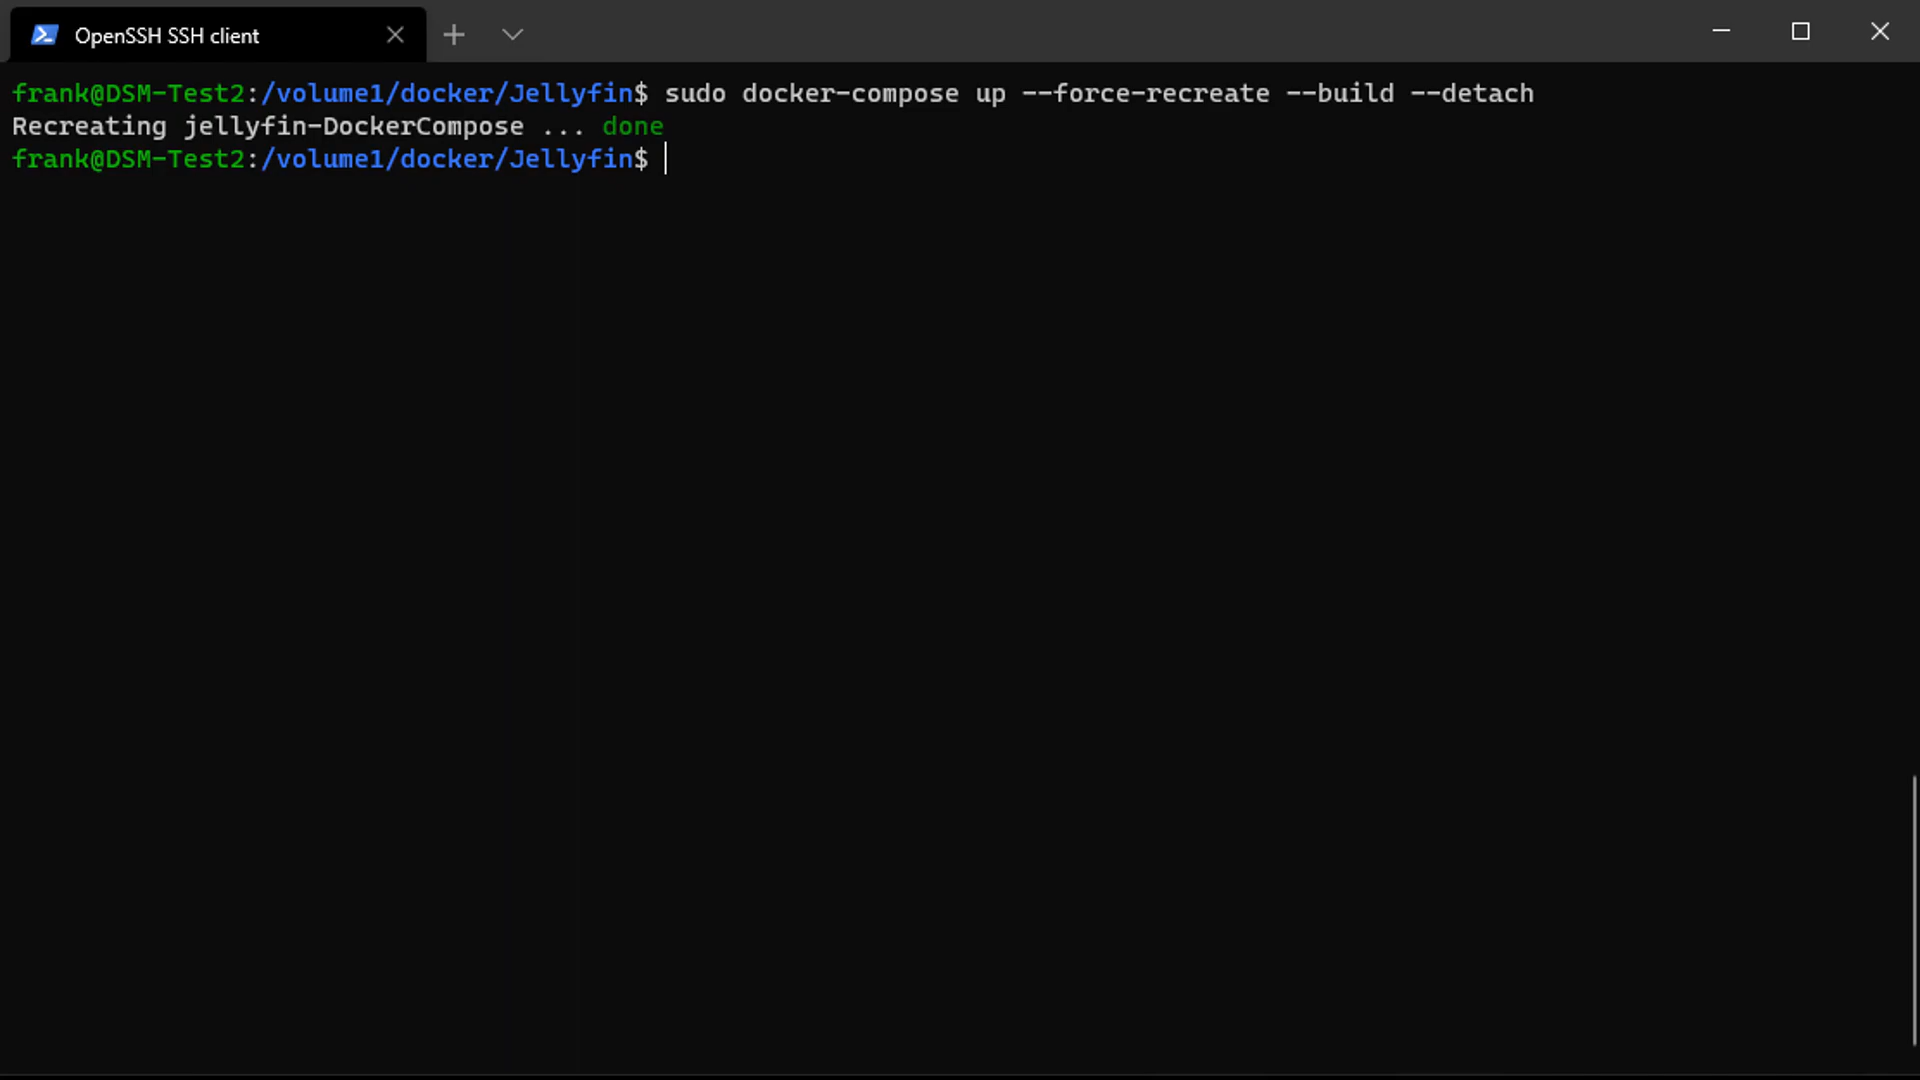 OpenSSH SSH client
frank@DSM-Test2:/volume1/docker/Jellyfin$ sudo docker-compose up --force-recreate --build --detach
Recreating jellyfin-DockerCompose ... done
frank@DSM-Test2:/volume1/docker/Jellyfin$